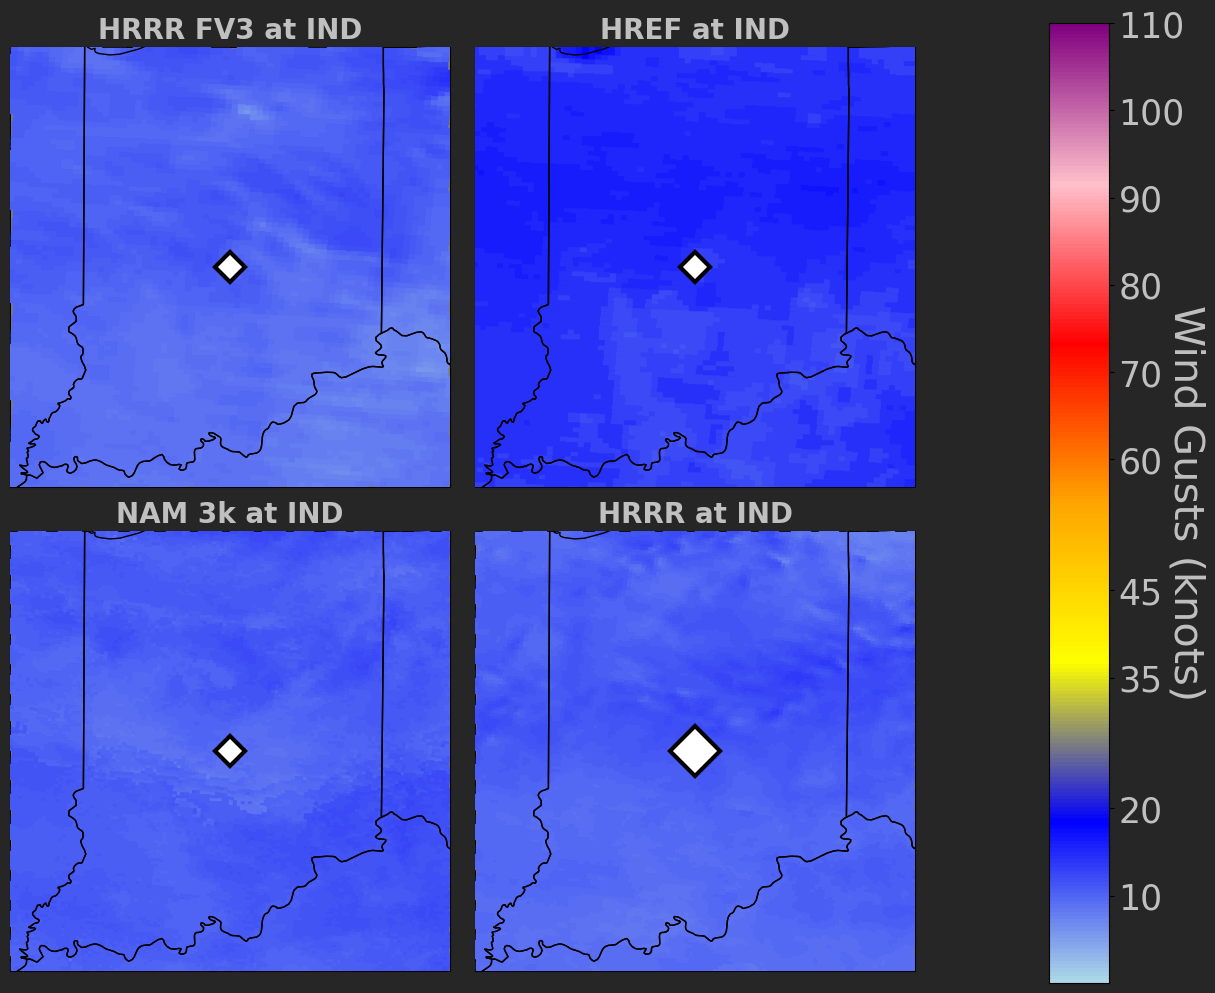 HRRR FV3 at IND
HREF at IND
NAM 3k at IND
HRRR at IND
110
100
90
80
70
60
45
35
20
10
Wind Gusts (knots)